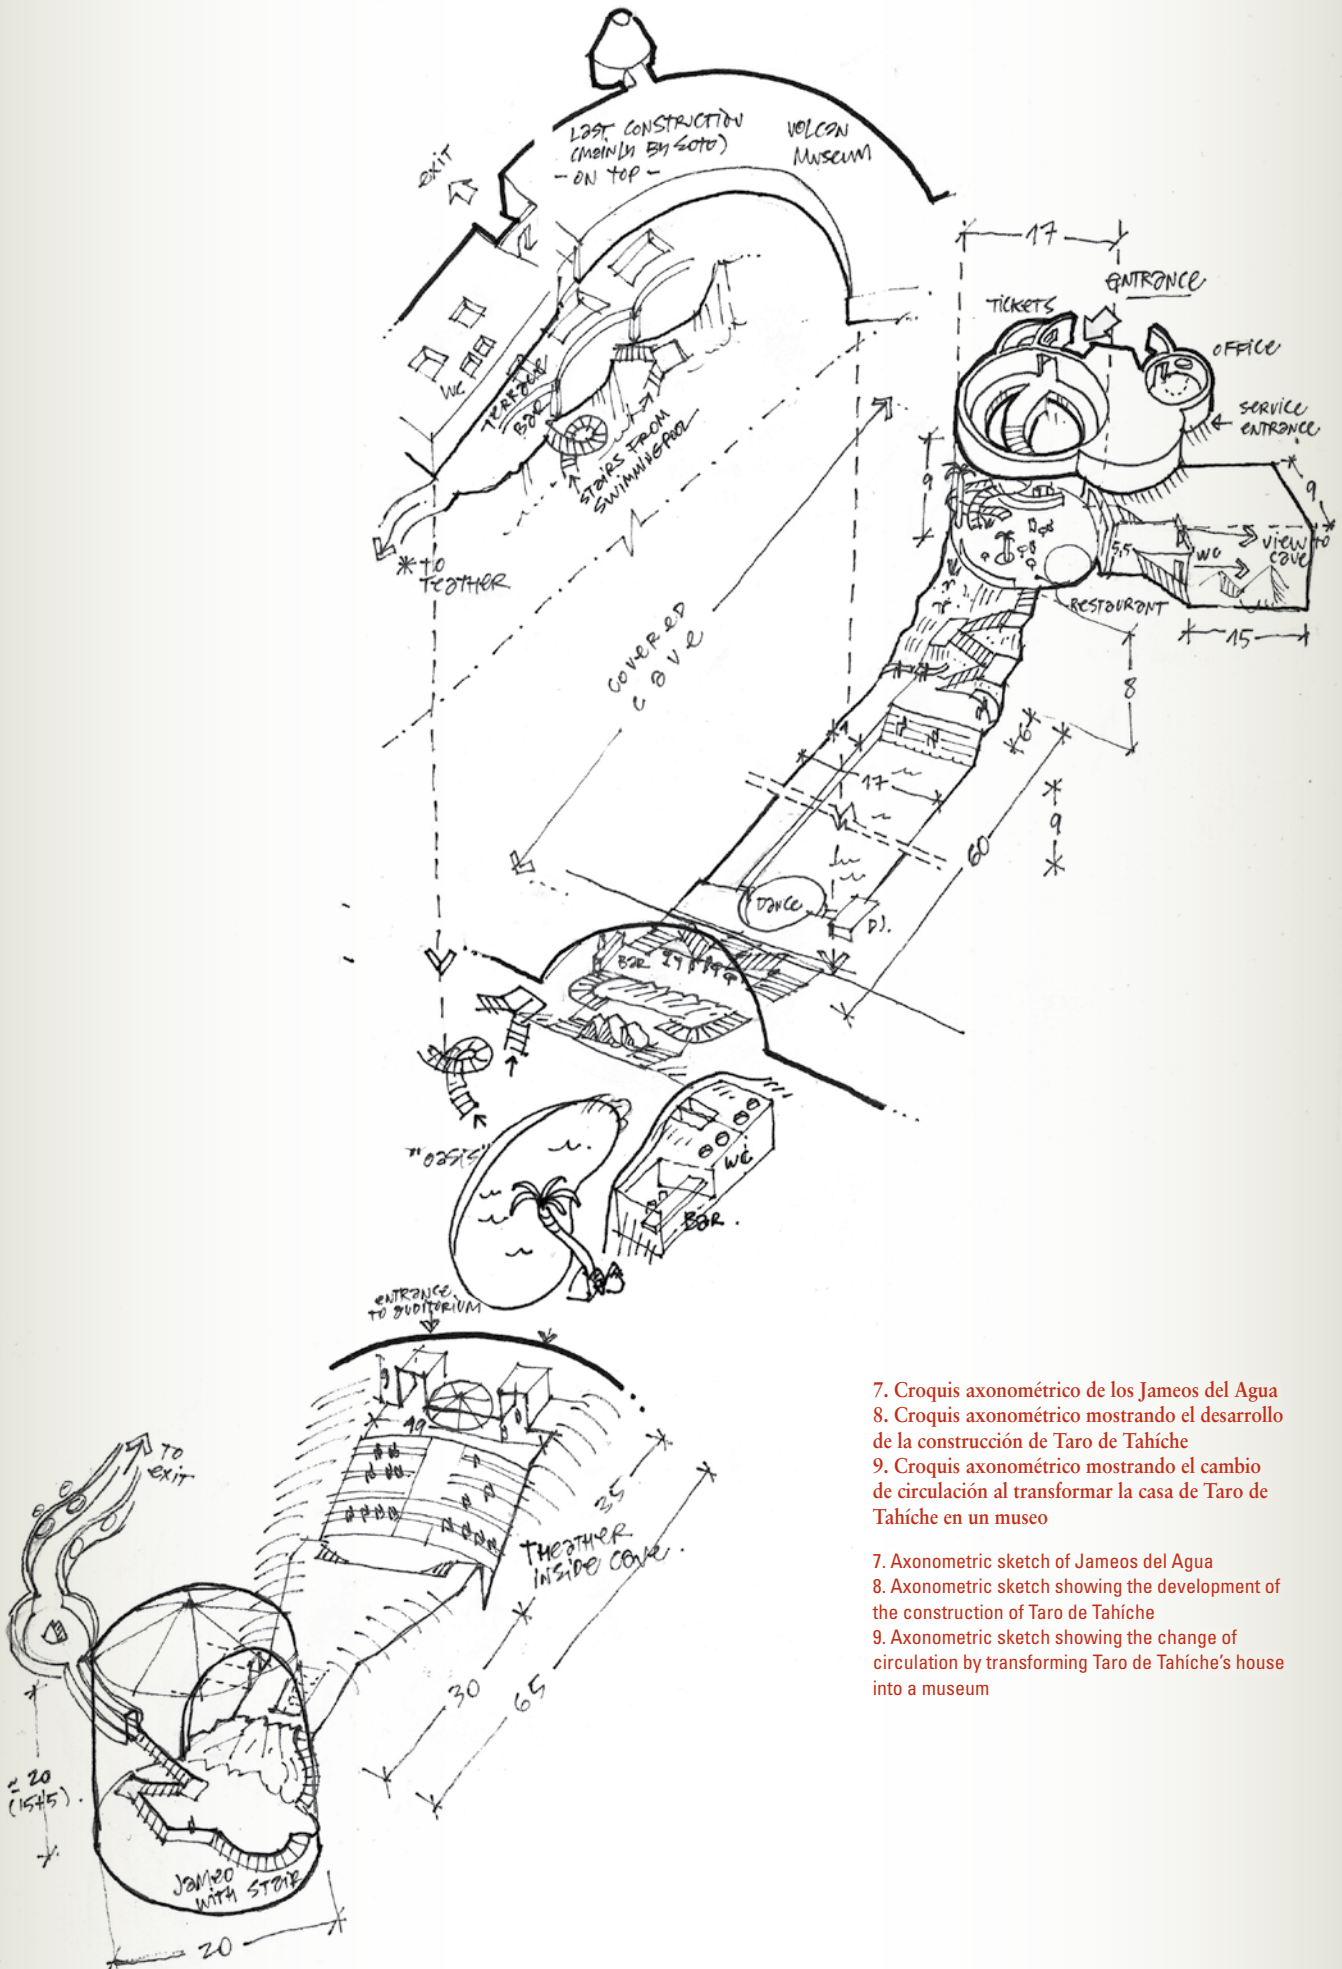 LAST CONSTRUCTION
(MAINLY BY SOTO)
- ON TOP -
VOLCAN
MUSEUM
EXIT
17
ENTRANCE
TICKETS
OFFICE
SERVICE
ENTRANCE
WC
TERRACE
BAR
STAIRS FROM
SWIMMINGPOOL
9
9
5,5
WC
VIEW TO
CAVE
* TO
TEATHER
RESTAURANT
15
COVERED
CAVE
8
6
1
17
9
60
DANCE
DJ.
BAR
"OASIS"
WC
BAR.
ENTRANCE
TO AUDITORIUM
19
TO
EXIT
35
THEATHER
INSIDE CAVE.
30
65
~ 20
(15+5).
JAMEO
WITH STAIR
20
7. Croquis axonométrico de los Jameos del Agua
8. Croquis axonométrico mostrando el desarrollo
de la construcción de Taro de Tahíche
9. Croquis axonométrico mostrando el cambio
de circulación al transformar la casa de Taro de
Tahíche en un museo
7. Axonometric sketch of Jameos del Agua
8. Axonometric sketch showing the development of
the construction of Taro de Tahíche
9. Axonometric sketch showing the change of
circulation by transforming Taro de Tahíche's house
into a museum